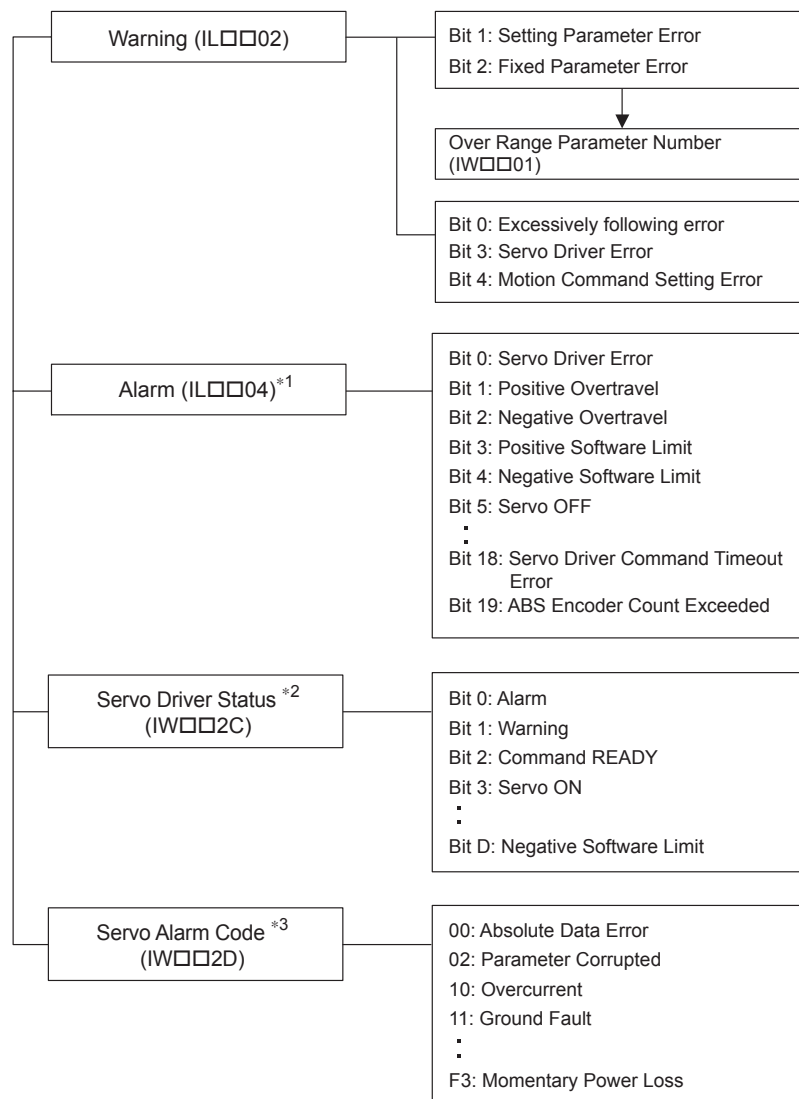 Warning (IL□□02)
Bit 1: Setting Parameter Error
Bit 2: Fixed Parameter Error
Over Range Parameter Number
(IW□□01)
Bit 0: Excessively following error
Bit 3: Servo Driver Error
Bit 4: Motion Command Setting Error
Alarm (IL□□04)*1
Bit 0: Servo Driver Error
Bit 1: Positive Overtravel
Bit 2: Negative Overtravel
Bit 3: Positive Software Limit
Bit 4: Negative Software Limit
Bit 5: Servo OFF
:
Bit 18: Servo Driver Command Timeout
Error
Bit 19: ABS Encoder Count Exceeded
Servo Driver Status *2
(IW□□2C)
Bit 0: Alarm
Bit 1: Warning
Bit 2: Command READY
Bit 3: Servo ON
:
Bit D: Negative Software Limit
Servo Alarm Code *3
(IW□□2D)
00: Absolute Data Error
02: Parameter Corrupted
10: Overcurrent
11: Ground Fault
:
F3: Momentary Power Loss